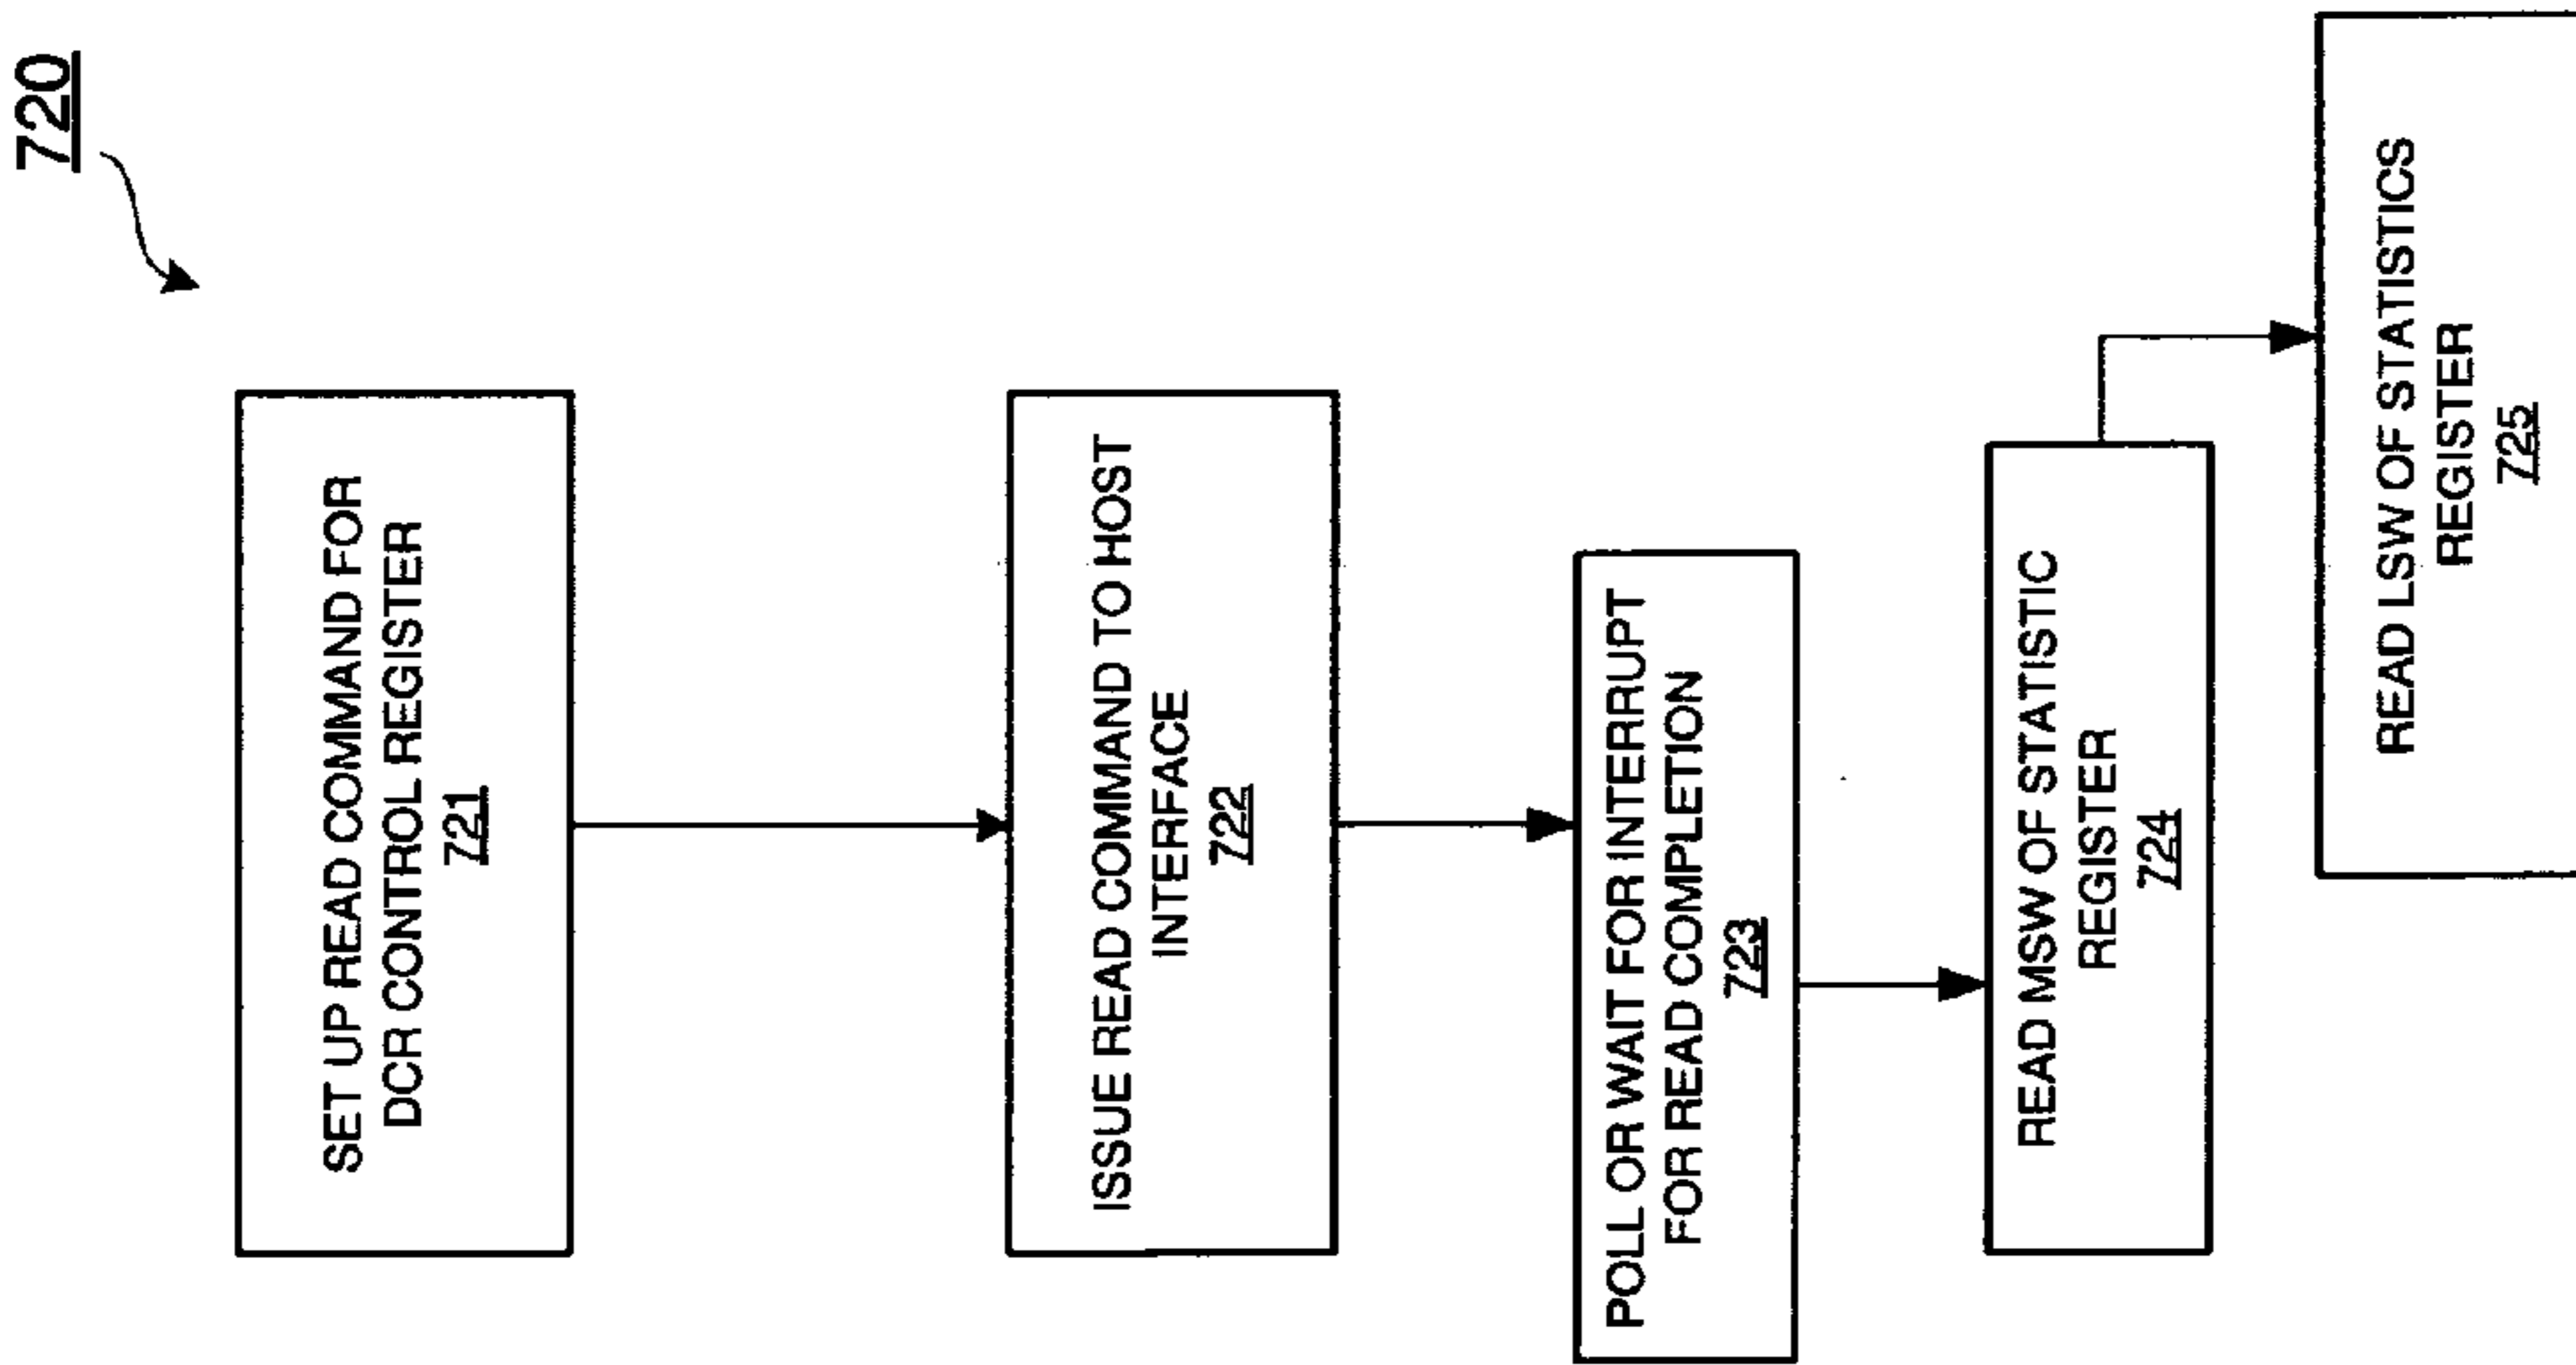 720
SET UP READ COMMAND FOR
DCR CONTROL REGISTER
721
ISSUE READ COMMAND TO HOST
INTERFACE
722
POLL OR WAIT FOR INTERRUPT
FOR READ COMPLETION
723
READ MSW OF STATISTIC
REGISTER
724
READ LSW OF STATISTICS
REGISTER
725